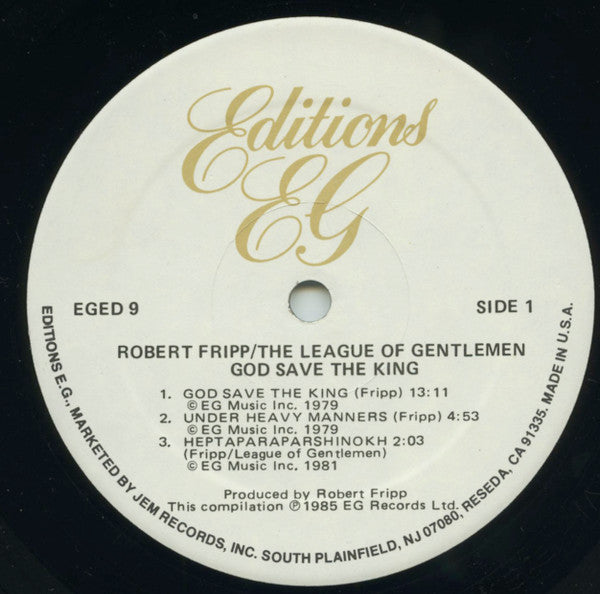 Editions
EG
EGED 9
SIDE 1
ROBERT FRIPP/THE LEAGUE OF GENTLEMEN
GOD SAVE THE KING
1. GOD SAVE THE KING (Fripp) 13:11
©EG Music Inc. 1979
2. UNDER HEAVY MANNERS (Fripp) 4:53
©EG Music Inc. 1979
3. HEPTAPARAPARSHINOKH 2:03
(Fripp/League of Gentlemen)
©EG Music Inc. 1981
Produced by Robert Fripp
This compilation ℗1985 EG Records Ltd.
EDITIONS E.G., MARKETED BY JEM RECORDS, INC. SOUTH PLAINFIELD, NJ 07080, RESEDA, CA 91335. MADE IN U.S.A.